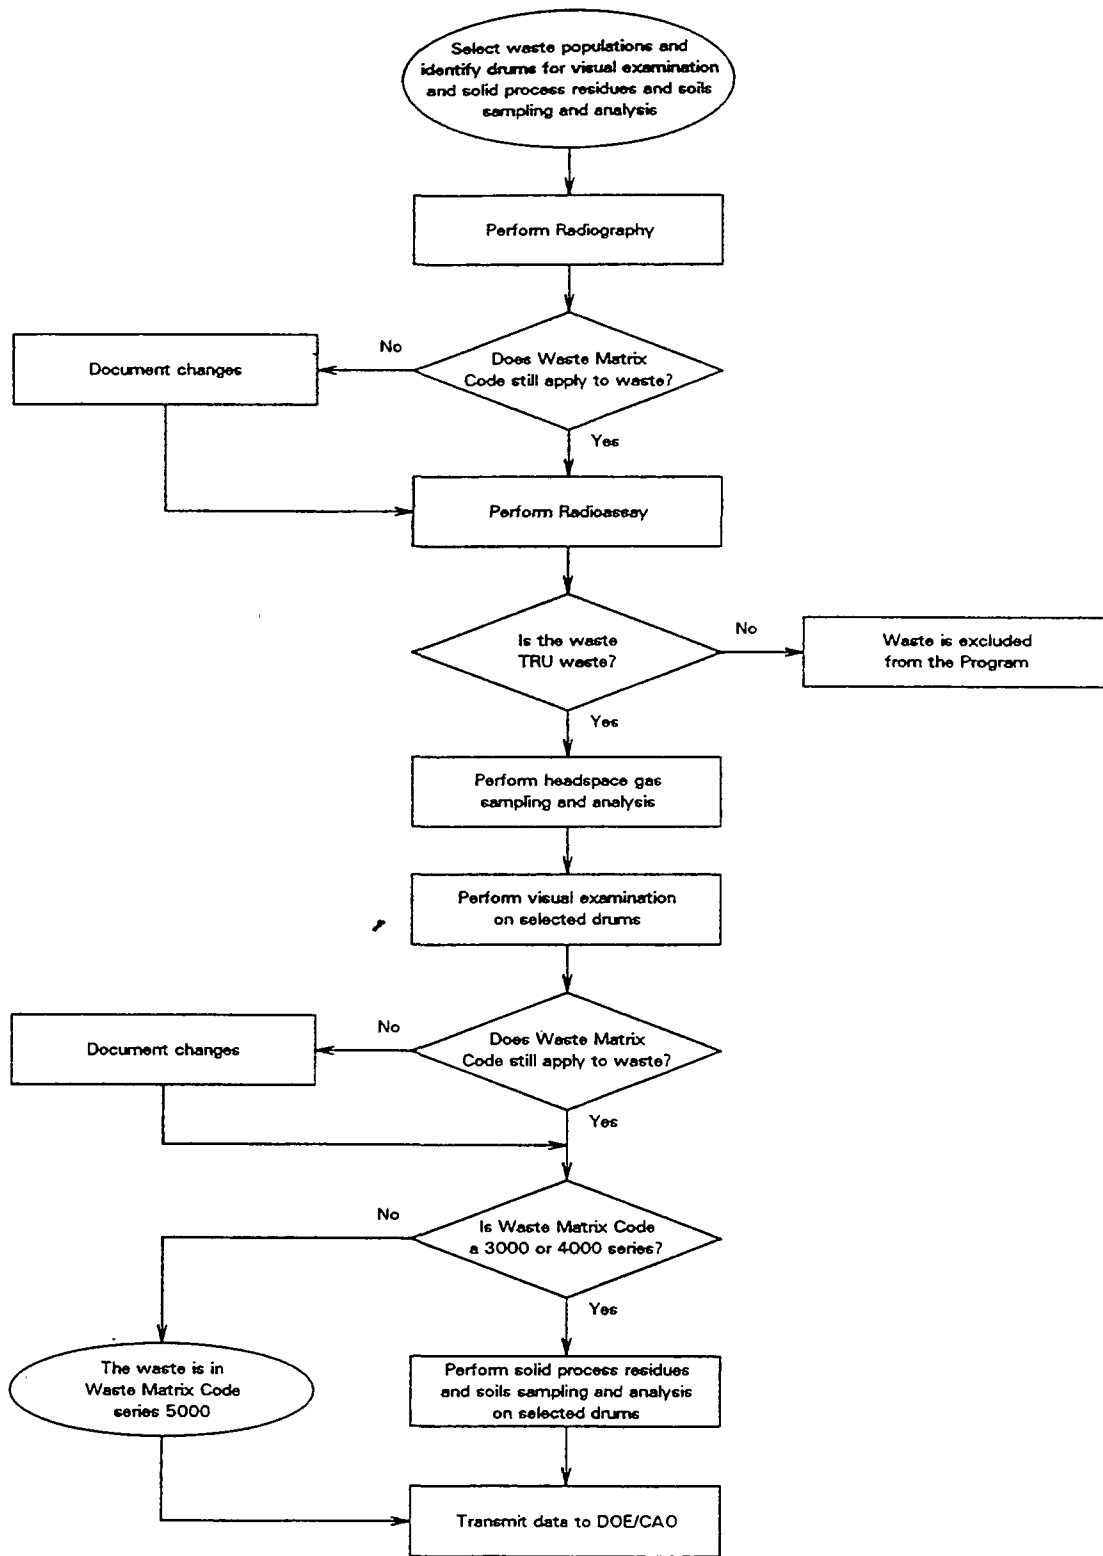 Select waste populations and
identify drums for visual examination
and solid process residues and soils
sampling and analysis
Perform Radiography
No
Document changes
Does Waste Matrix
Code still apply to waste?
Yes
Perform Radioassay
Is the waste
TRU waste?
No
Waste is excluded
from the Program
Yes
Perform headspace gas
sampling and analysis
Perform visual examination
on selected drums
No
Document changes
Does Waste Matrix
Code still apply to waste?
Yes
No
Is Waste Matrix Code
a 3000 or 4000 series?
Yes
The waste is in
Waste Matrix Code
series 5000
Perform solid process residues
and soils sampling and analysis
on selected drums
Transmit data to DOE/CAO